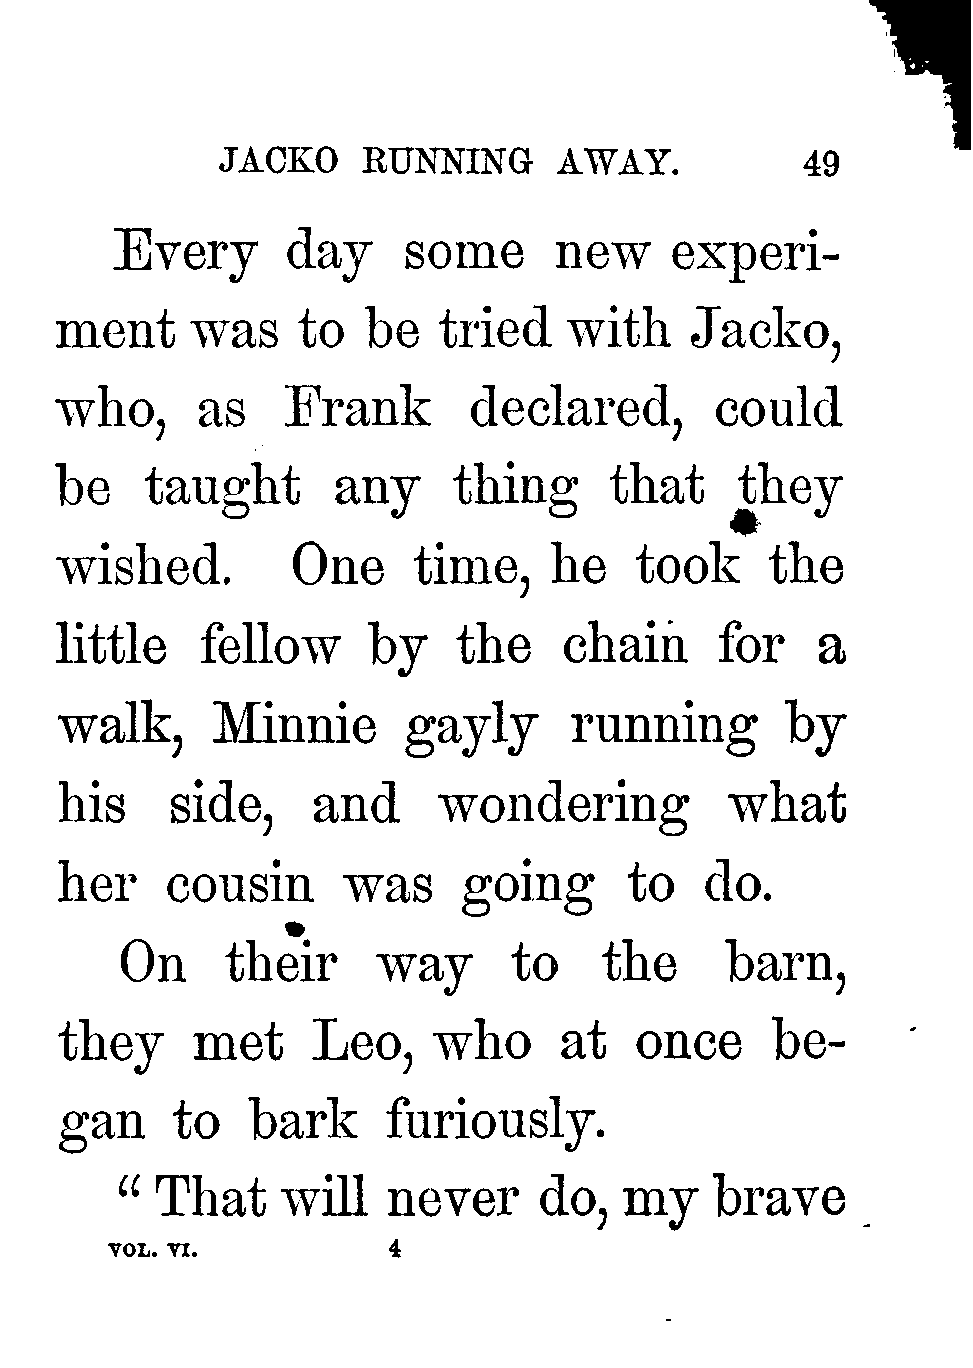 JACKO RUNNING AWAY. 49
Every day some new experi-
ment was to be tried with Jacko,
who, as Frank declared, could
be taught any thing that they
wished. One time, he took the
little fellow by the chain for a
walk, Minnie gayly running by
his side, and wondering what
her cousin was going to do.
On their way to the barn,
they met Leo, who at once be-
gan to bark furiously.
“ That will never do, my brave
VOL. VI. 4